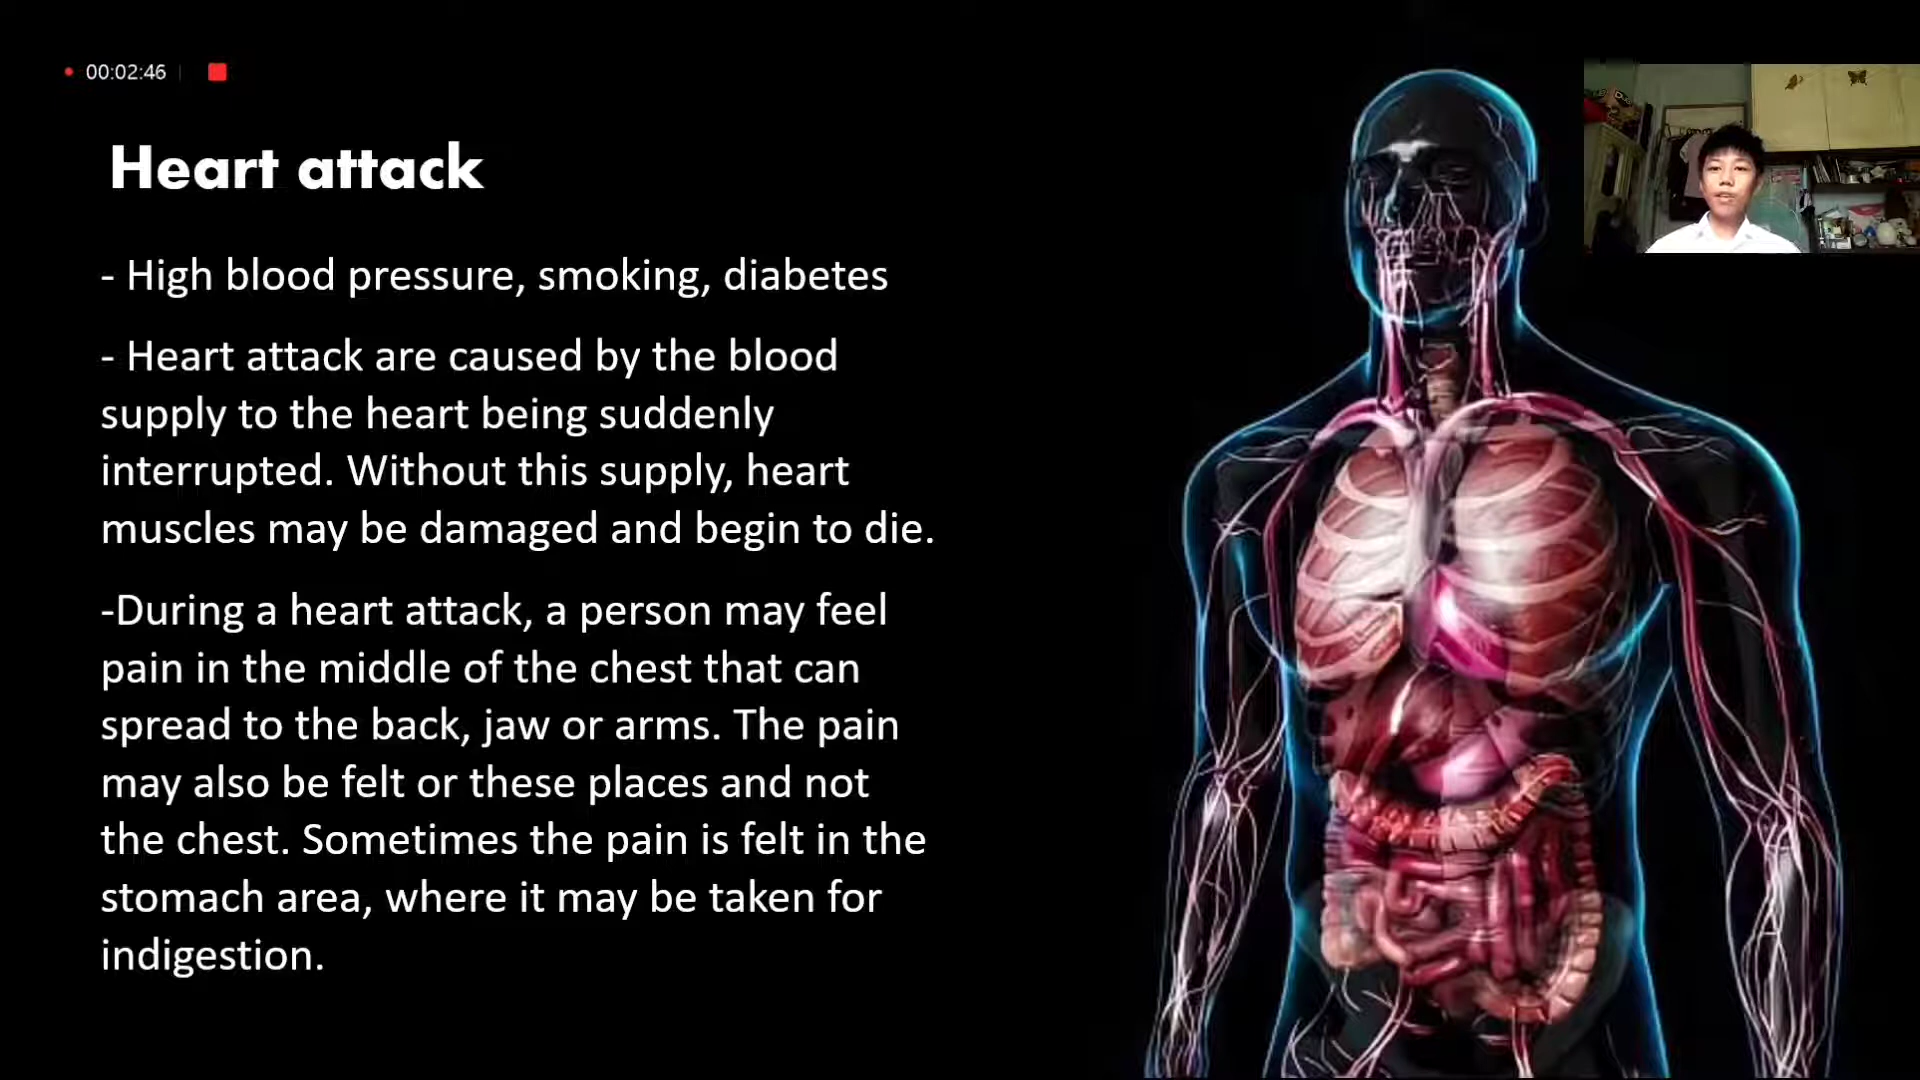 00:02:46
Heart attack
- High blood pressure, smoking, diabetes
- Heart attack are caused by the blood
supply to the heart being suddenly
interrupted. Without this supply, heart
muscles may be damaged and begin to die.
-During a heart attack, a person may feel
pain in the middle of the chest that can
spread to the back, jaw or arms. The pain
may also be felt or these places and not
the chest. Sometimes the pain is felt in the
stomach area, where it may be taken for
indigestion.